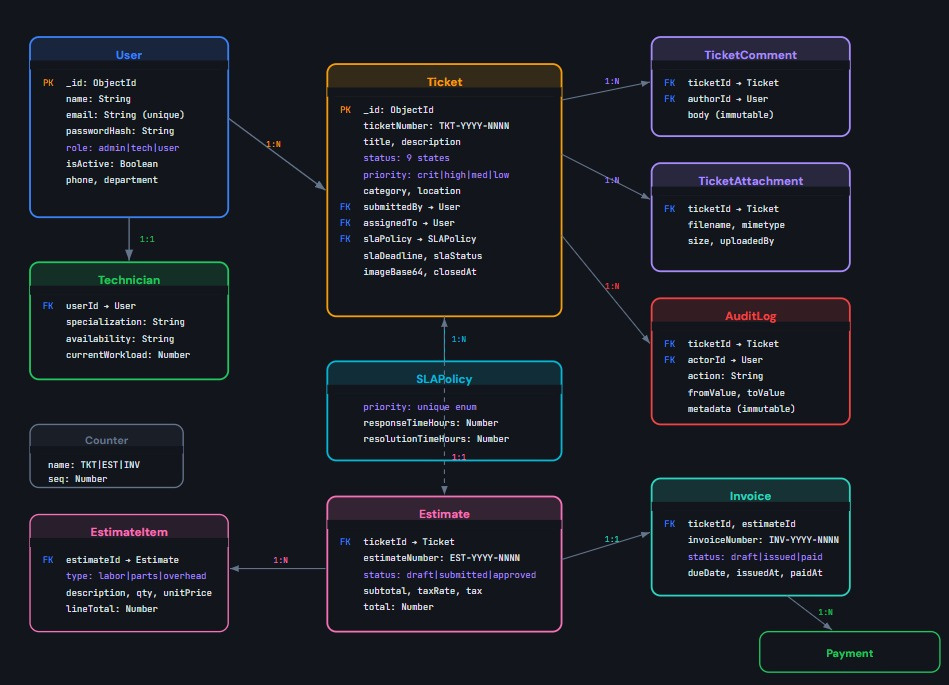 User
PK _id: ObjectId
name: String
email: String (unique)
passwordHash: String
role: admin|tech|user
isActive: Boolean
phone, department
1:N
1:1
Technician
FK userId → User
specialization: String
availability: String
currentWorkload: Number
Counter
name: TKT|EST|INV
seq: Number
EstimateItem
FK estimateId → Estimate
type: labor|parts|overhead
description, qty, unitPrice
lineTotal: Number
1:N
Ticket
PK _id: ObjectId
ticketNumber: TKT-YYYY-NNNN
title, description
status: 9 states
priority: crit|high|med|low
category, location
FK submittedBy → User
FK assignedTo → User
FK slaPolicy → SLAPolicy
slaDeadline, slaStatus
imageBase64, closedAt
1:N
SLAPolicy
priority: unique enum
responseTimeHours: Number
resolutionTimeHours: Number
1:1
Estimate
FK ticketId → Ticket
estimateNumber: EST-YYYY-NNNN
status: draft|submitted|approved
subtotal, taxRate, tax
total: Number
1:N
1:N
1:N
1:1
TicketComment
FK ticketId → Ticket
FK authorId → User
body (immutable)
TicketAttachment
FK ticketId → Ticket
filename, mimetype
size, uploadedBy
AuditLog
FK ticketId → Ticket
FK actorId → User
action: String
fromValue, toValue
metadata (immutable)
Invoice
FK ticketId, estimateId
invoiceNumber: INV-YYYY-NNNN
status: draft|issued|paid
dueDate, issuedAt, paidAt
1:N
Payment